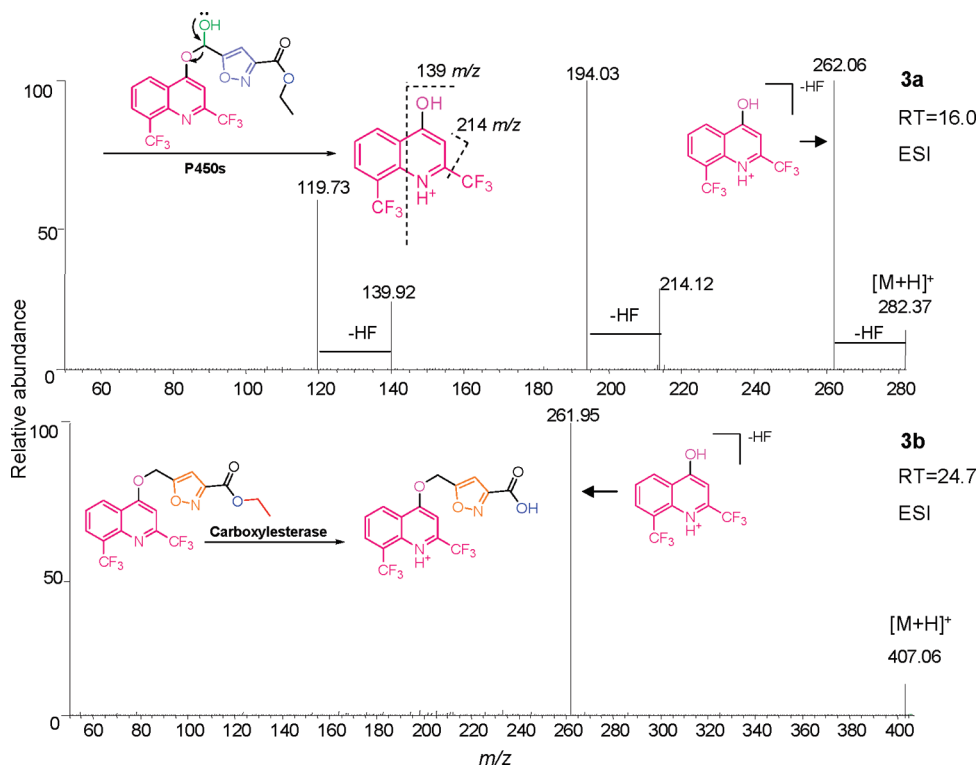 OH
O
O
O
O
N
N
CF3
CF3
P450s
139 m/z
OH
214 m/z
N
H+
CF3
CF3
194.03
262.06
-HF
OH
N
H+
CF3
CF3
3a
RT=16.0
ESI
100
119.73
50
139.92
-HF
-HF
214.12
[M+H]+
282.37
-HF
0
60 80 100 120 140 160 180 195 220 240 260 281
Relative abundance
100
261.95
-HF
OH
N
H+
CF3
CF3
3b
RT=24.7
ESI
O
O
O
O
N
N
CF3
CF3
Carboxylesterase
O
O
O
OH
N
N
H+
CF3
CF3
50
[M+H]+
407.06
0
60 80 100 120 140 160 180 195 220 240 260 280 300 320 340 360 380 400
m/z